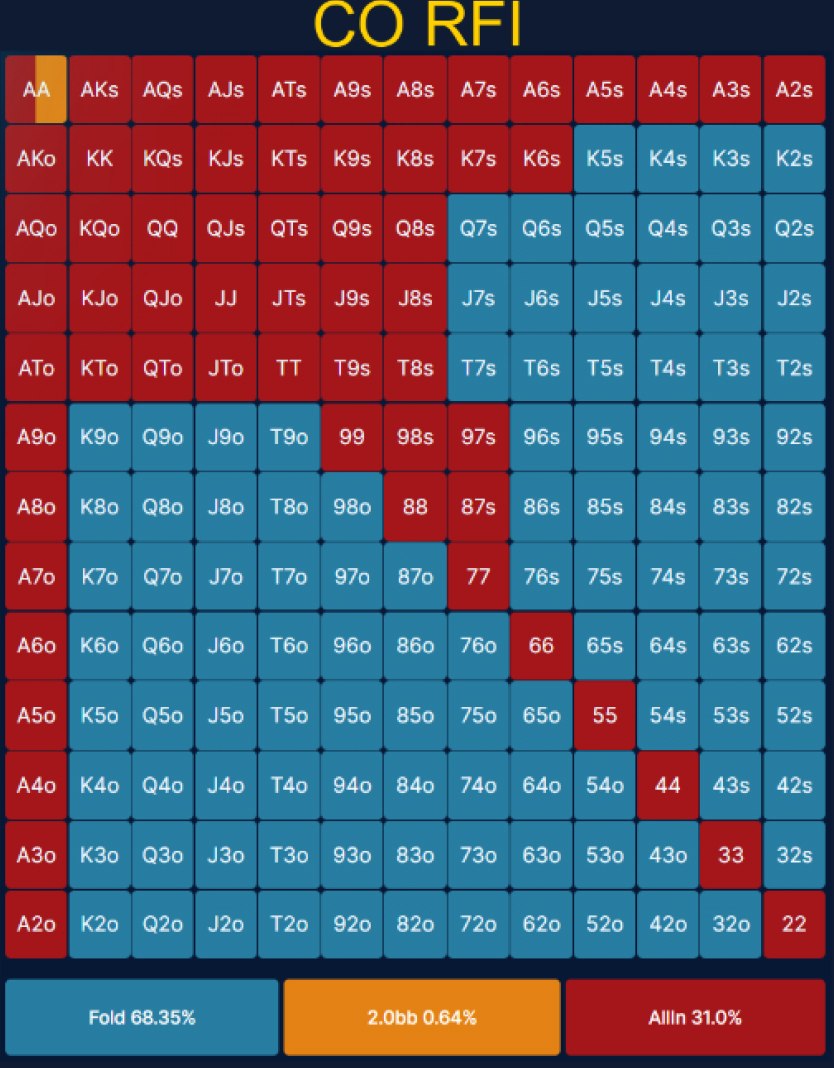 CO RFI
AA AKs AQs AJs ATs A9s A8s A7s A6s A5s A4s A3s A2s
AKo KK KQs KJs KTs K9s K8s K7s K6s K5s K4s K3s K2s
AQo KQo QQ QJs QTs Q9s Q8s Q7s Q6s Q5s Q4s Q3s Q2s
AJo KJo QJo JJ JTs J9s J8s J7s J6s J5s J4s J3s J2s
ATo KTo QTo JTo TT T9s T8s T7s T6s T5s T4s T3s T2s
A9o K9o Q9o J9o T9o 99 98s 97s 96s 95s 94s 93s 92s
A8o K8o Q8o J8o T8o 98o 88 87s 86s 85s 84s 83s 82s
A7o K7o Q7o J7o T7o 97o 87o 77 76s 75s 74s 73s 72s
A6o K6o Q6o J6o T6o 96o 86o 76o 66 65s 64s 63s 62s
A5o K5o Q5o J5o T5o 95o 85o 75o 65o 55 54s 53s 52s
A4o K4o Q4o J4o T4o 94o 84o 74o 64o 54o 44 43s 42s
A3o K3o Q3o J3o T3o 93o 83o 73o 63o 53o 43o 33 32s
A2o K2o Q2o J2o T2o 92o 82o 72o 62o 52o 42o 32o 22
Fold 68.35% 2.0bb 0.64% AllIn 31.0%